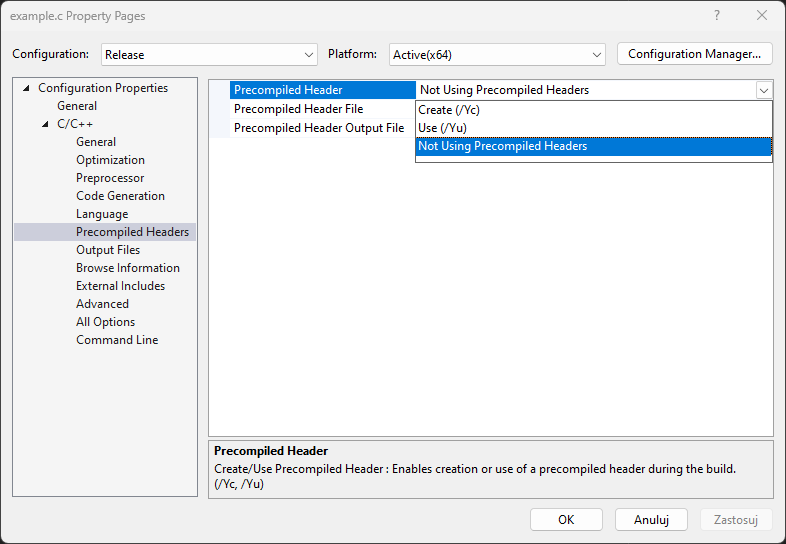 example.c Property Pages
?
Configuration: Release Platform: Active(x64) Configuration Manager...
Configuration Properties
General
C/C++
General
Optimization
Preprocessor
Code Generation
Language
Precompiled Headers
Output Files
Browse Information
External Includes
Advanced
All Options
Command Line
Precompiled Header Not Using Precompiled Headers
Precompiled Header File
Precompiled Header Output File
Create (/Yc)
Use (/Yu)
Not Using Precompiled Headers
Precompiled Header
Create/Use Precompiled Header : Enables creation or use of a precompiled header during the build.
(/Yc, /Yu)
OK Anuluj Zastosuj